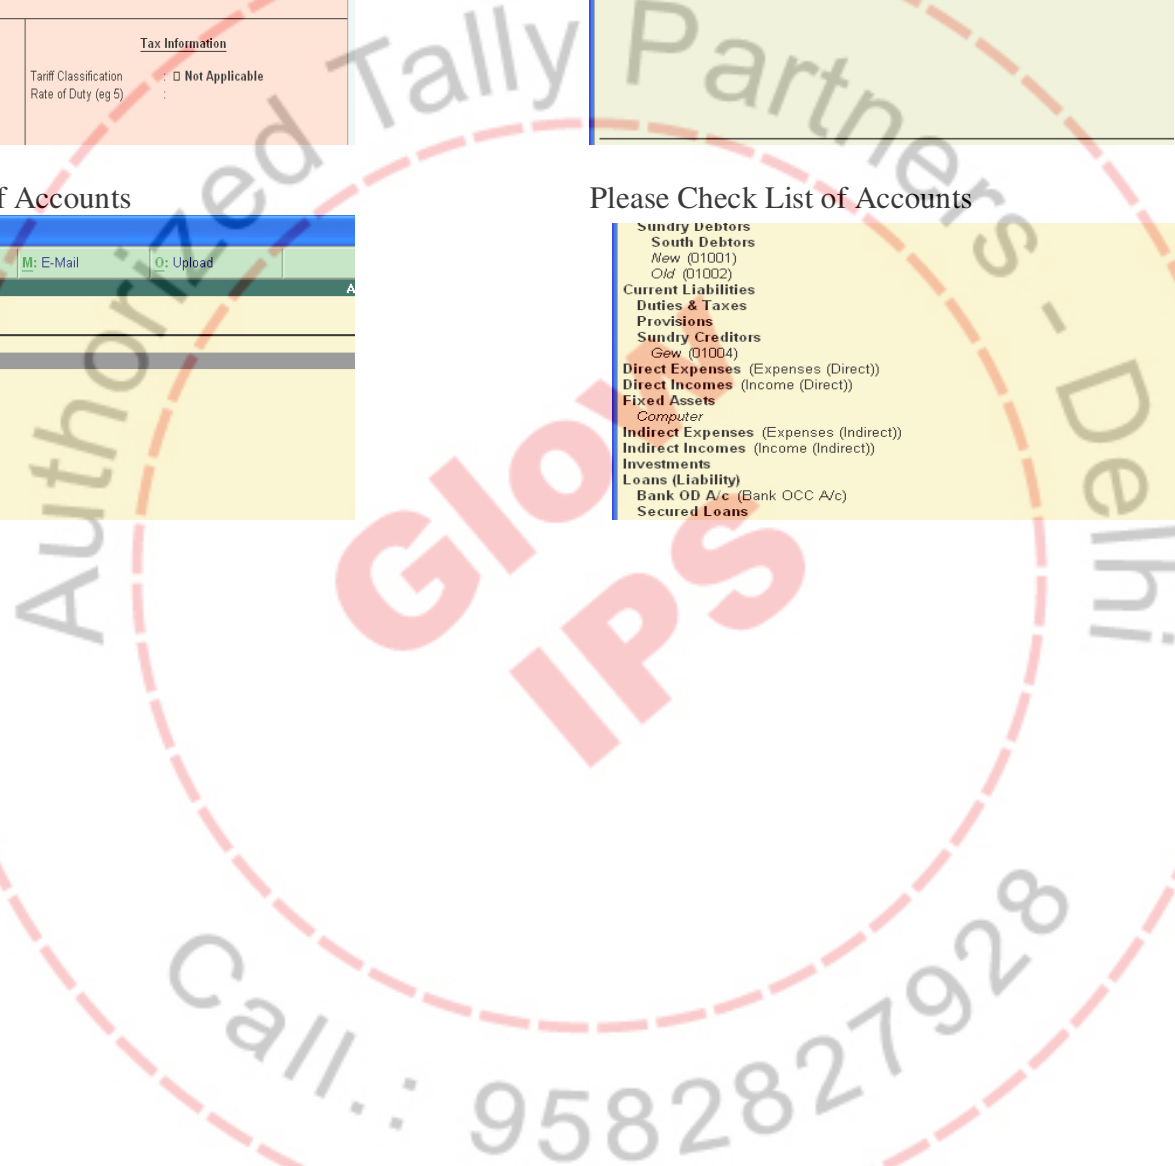 Tax Information
Tariff Classification : Not Applicable
Rate of Duty (eg 5) :
f Accounts
M: E-Mail O: Upload
A
Please Check List of Accounts
Sundry Debtors
South Debtors
New (01001)
Old (01002)
Current Liabilities
Duties & Taxes
Provisions
Sundry Creditors
Gew (01004)
Direct Expenses (Expenses (Direct))
Direct Incomes (Income (Direct))
Fixed Assets
Computer
Indirect Expenses (Expenses (Indirect))
Indirect Incomes (Income (Indirect))
Investments
Loans (Liability)
Bank OD A/c (Bank OCC A/c)
Secured Loans
Authorized Tally Partners - Delhi
Glow
IPS
Call.: 9582827928